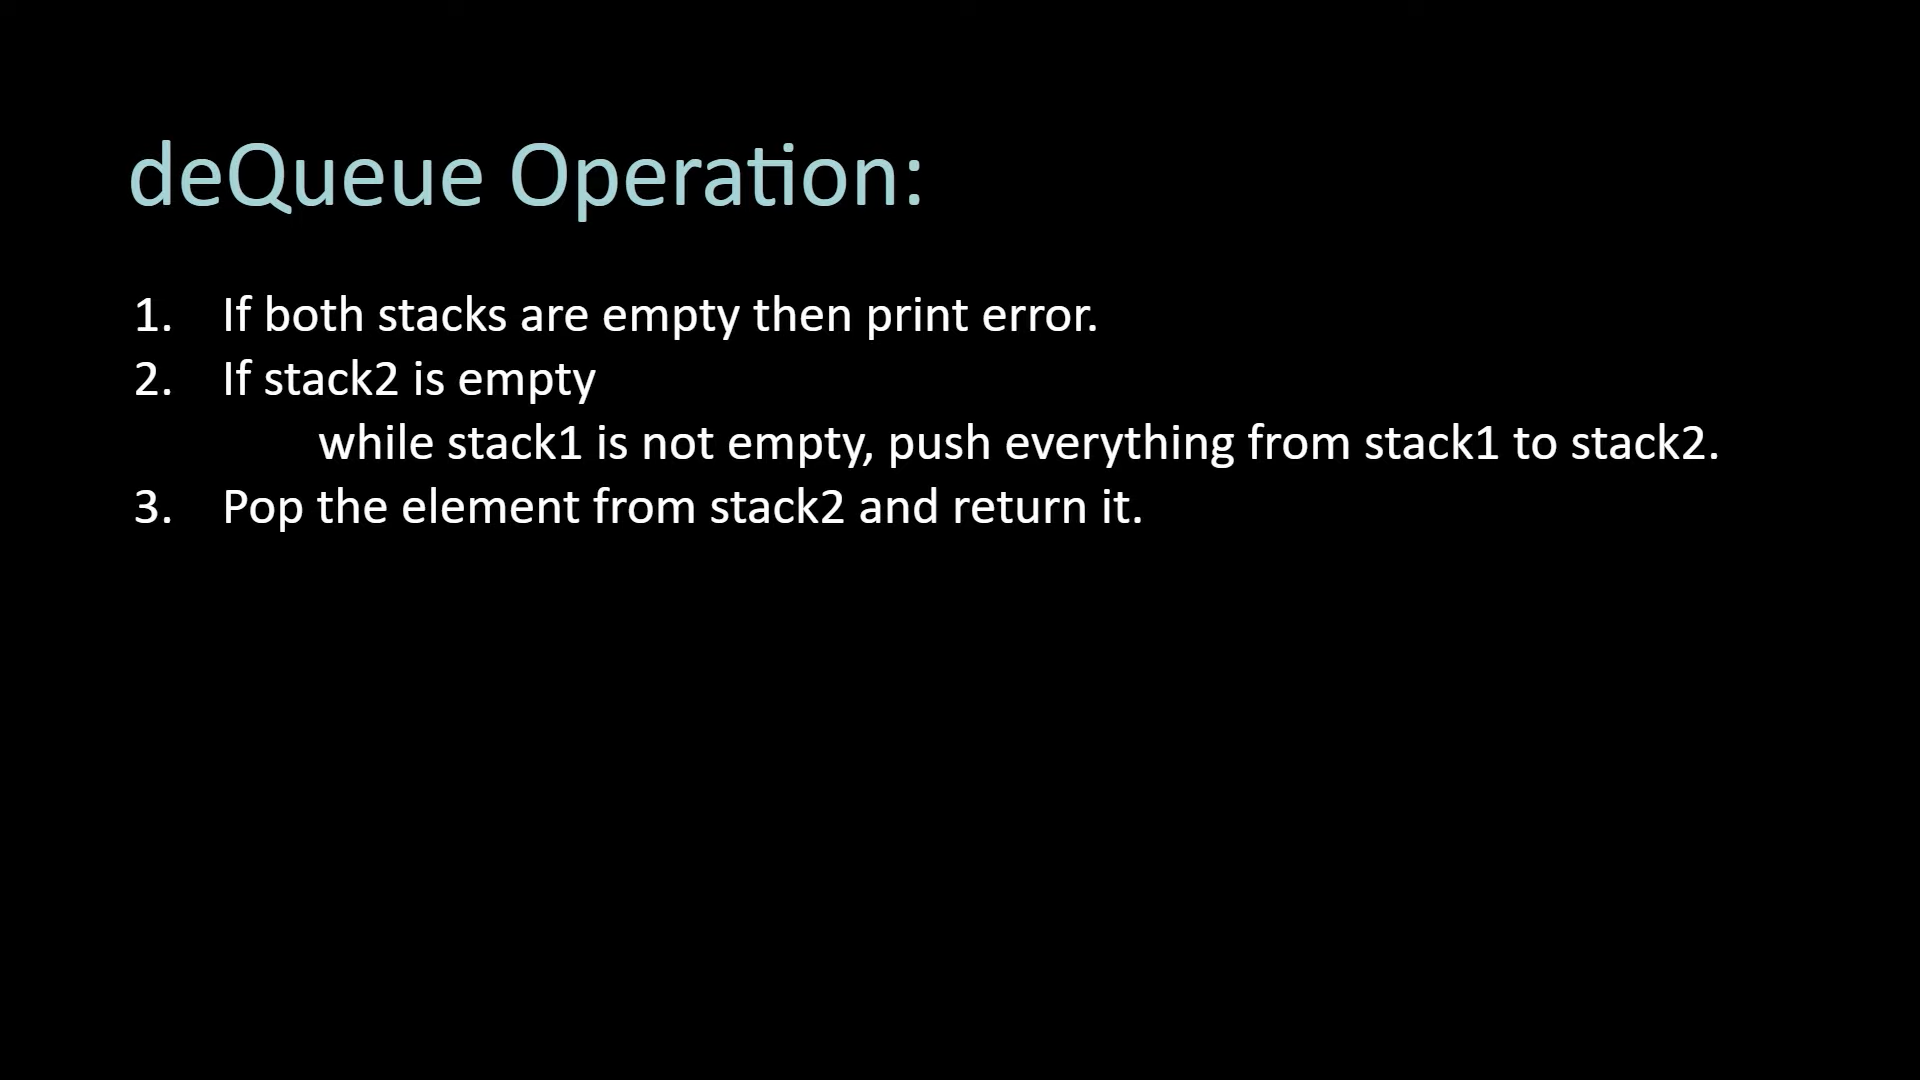 deQueue Operation:
1. If both stacks are empty then print error.
2. If stack2 is empty
while stack1 is not empty, push everything from stack1 to stack2.
3. Pop the element from stack2 and return it.